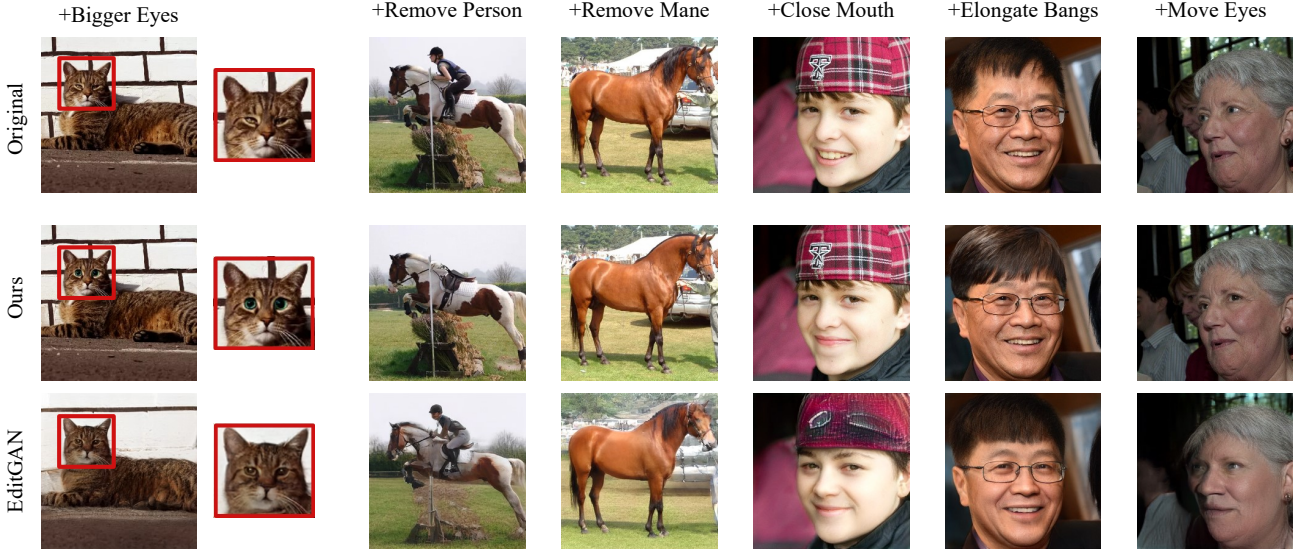 +Bigger Eyes
+Remove Person
+Remove Mane
+Close Mouth
+Elongate Bangs
+Move Eyes
Original
Ours
EditGAN